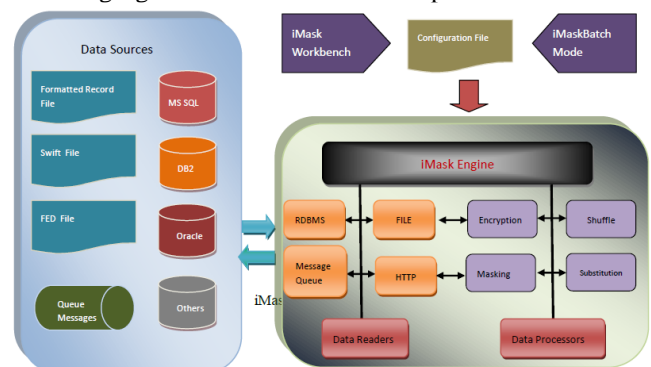 Data Sources
Formatted Record
File
MS SQL
Swift File
DB2
FED File
Oracle
Queue
Messages
Others
iMask
Workbench
Configuration File
iMaskBatch
Mode
iMask Engine
RDBMS
FILE
Encryption
Shuffle
Message
Queue
HTTP
Masking
Substitution
iMas
Data Readers
Data Processors